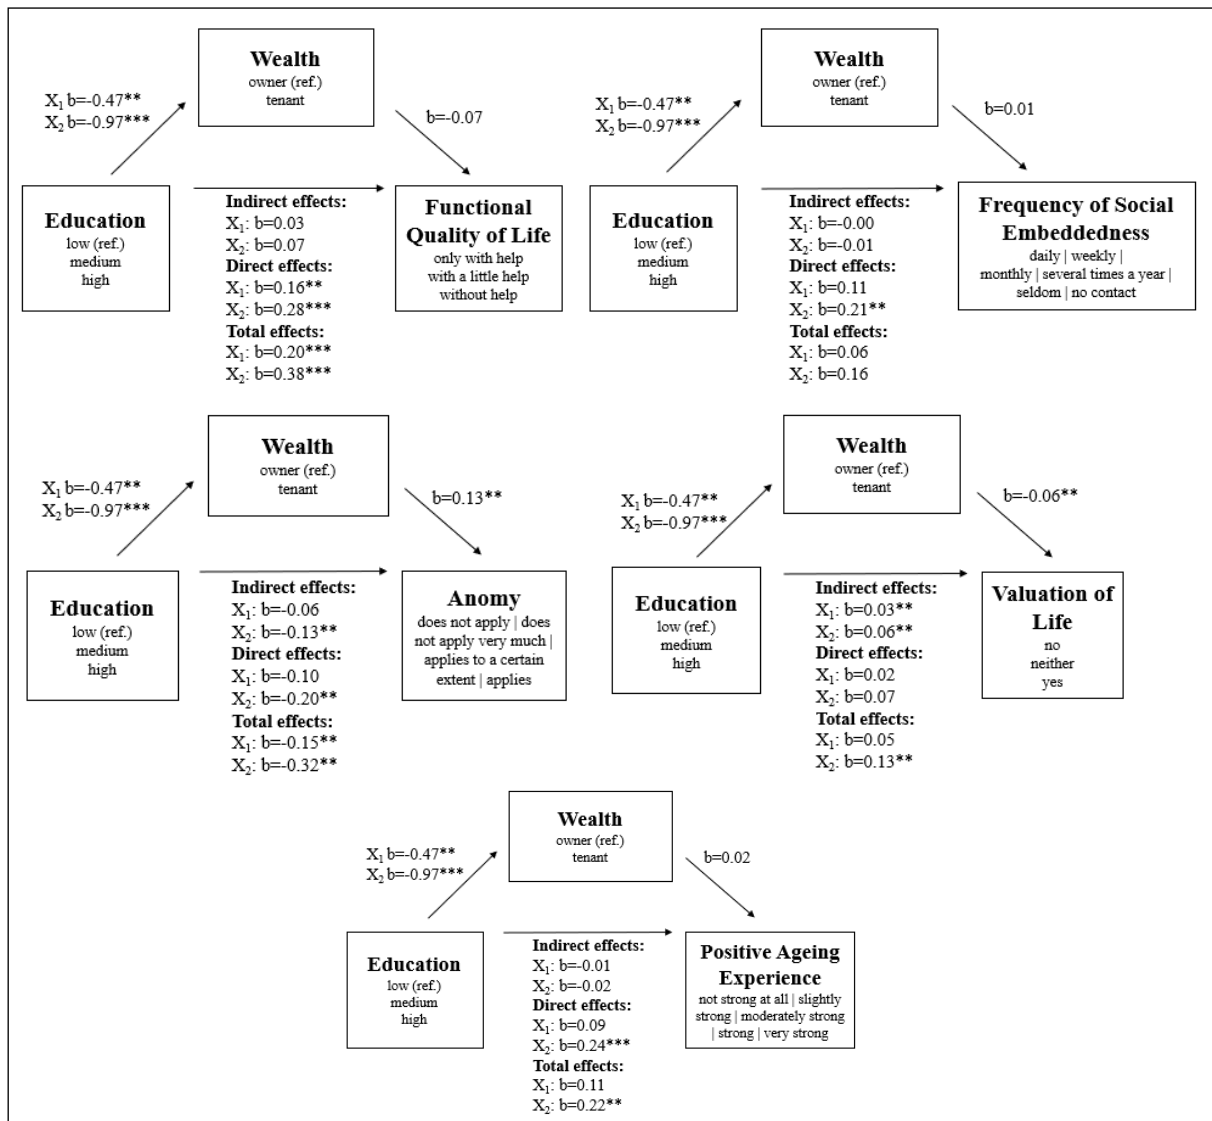 Wealth
owner (ref.)
tenant
X₁ b=-0.47**
X₂ b=-0.97***
b=-0.07
Education
low (ref.)
medium
high
Indirect effects:
X₁: b=0.03
X₂: b=0.07
Direct effects:
X₁: b=0.16**
X₂: b=0.28***
Total effects:
X₁: b=0.20***
X₂: b=0.38***
Functional
Quality of Life
only with help
with a little help
without help
Wealth
owner (ref.)
tenant
X₁ b=-0.47**
X₂ b=-0.97***
b=0.01
Education
low (ref.)
medium
high
Indirect effects:
X₁: b=-0.00
X₂: b=-0.01
Direct effects:
X₁: b=0.11
X₂: b=0.21**
Total effects:
X₁: b=0.06
X₂: b=0.16
Frequency of Social
Embeddedness
daily | weekly |
monthly | several times a year |
seldom | no contact
Wealth
owner (ref.)
tenant
X₁ b=-0.47**
X₂ b=-0.97***
b=0.13**
Education
low (ref.)
medium
high
Indirect effects:
X₁: b=-0.06
X₂: b=-0.13**
Direct effects:
X₁: b=-0.10
X₂: b=-0.20**
Total effects:
X₁: b=-0.15**
X₂: b=-0.32**
Anomy
does not apply | does
not apply very much |
applies to a certain
extent | applies
Wealth
owner (ref.)
tenant
X₁ b=-0.47**
X₂ b=-0.97***
b=-0.06**
Education
low (ref.)
medium
high
Indirect effects:
X₁: b=0.03**
X₂: b=0.06**
Direct effects:
X₁: b=0.02
X₂: b=0.07
Total effects:
X₁: b=0.05
X₂: b=0.13**
Valuation of
Life
no
neither
yes
Wealth
owner (ref.)
tenant
X₁ b=-0.47**
X₂ b=-0.97***
b=0.02
Education
low (ref.)
medium
high
Indirect effects:
X₁: b=-0.01
X₂: b=-0.02
Direct effects:
X₁: b=0.09
X₂: b=0.24***
Total effects:
X₁: b=0.11
X₂: b=0.22**
Positive Ageing
Experience
not strong at all | slightly
strong | moderately strong
| strong | very strong